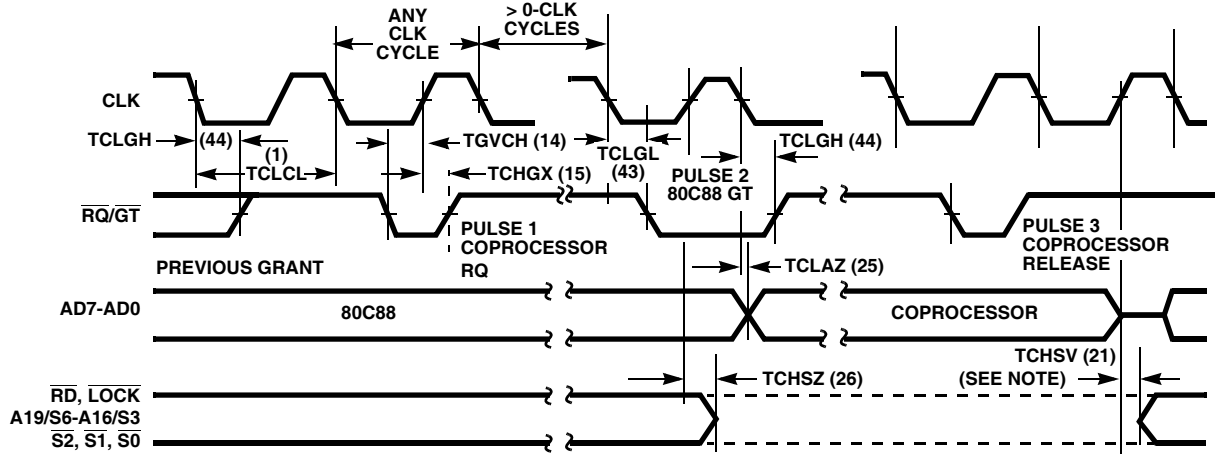 ANY
CLK
CYCLE
> 0-CLK
CYCLES
CLK
TCLGH
(44)
(1)
TCLCL
TGVCH (14)
TCHGX (15)
TCLGL
(43)
PULSE 2
80C88 GT
TCLGH (44)
RQ/GT
PULSE 1
COPROCESSOR
RQ
PULSE 3
COPROCESSOR
RELEASE
PREVIOUS GRANT
TCLAZ (25)
AD7-AD0
80C88
COPROCESSOR
TCHSV (21)
(SEE NOTE)
TCHSZ (26)
RD, LOCK
A19/S6-A16/S3
S2, S1, S0